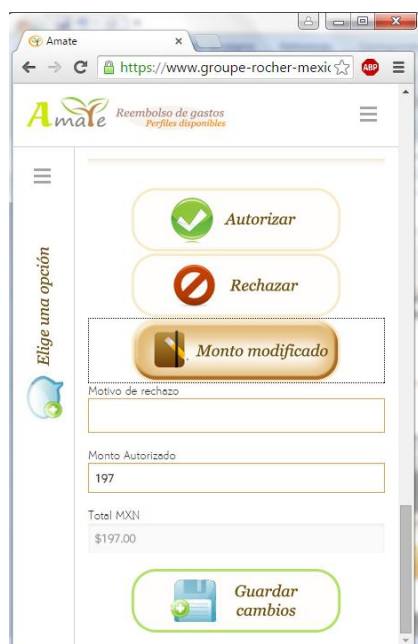 Amate
https://www.groupe-rocher-mexic
ABP
Amate
Reembolso de gastos
Perfiles disponibles
Elige una opción
Autorizar
Rechazar
Monto modificado
Motivo de rechazo
Monto Autorizado
197
Total MXN
$197.00
Guardar
cambios